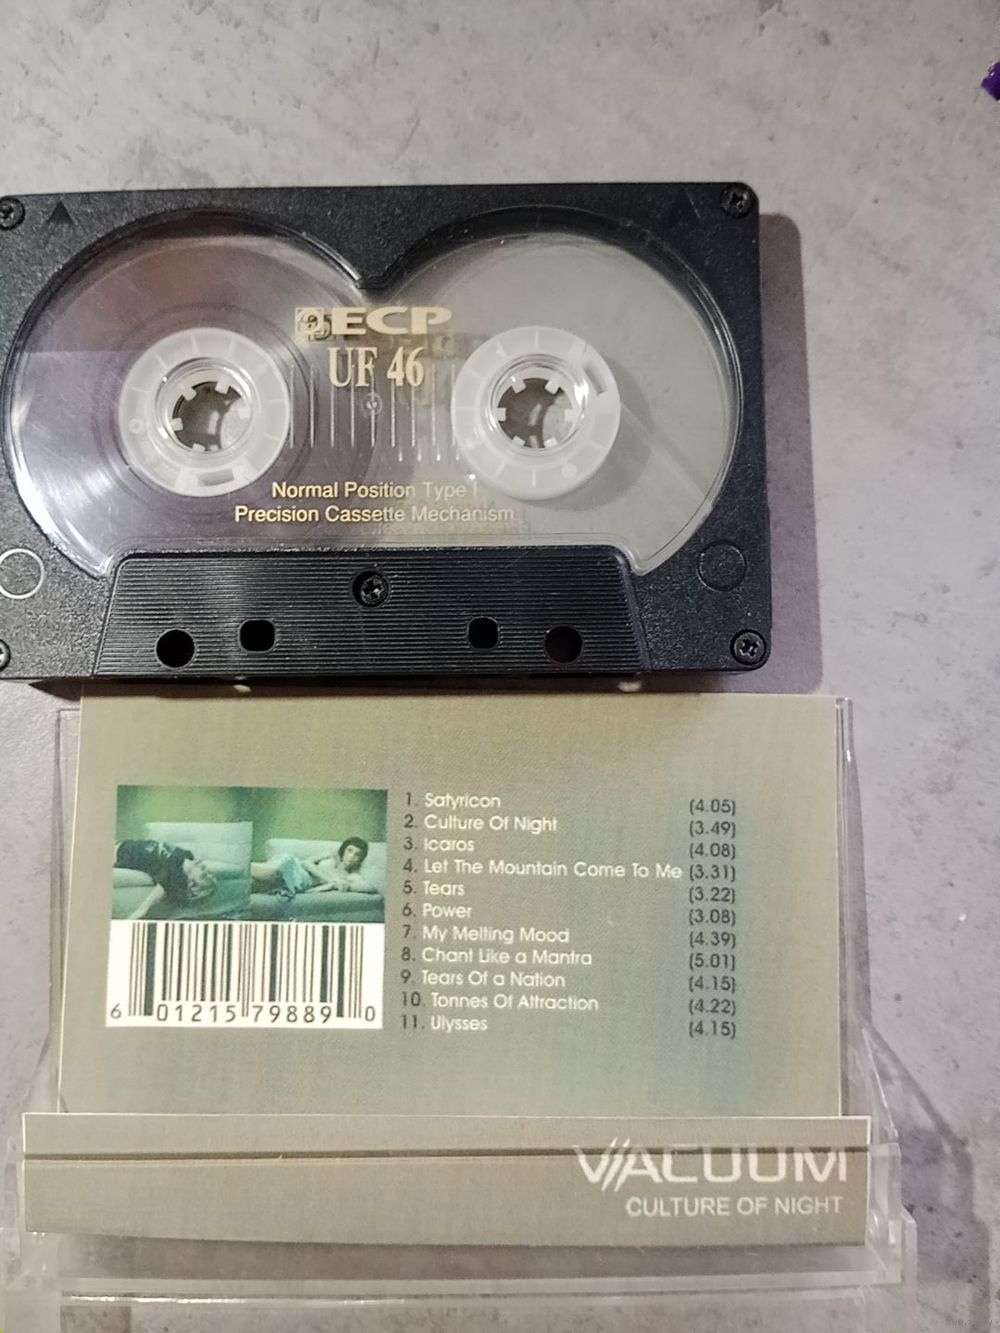 ECP
UF 46
Normal Position Type I
Precision Cassette Mechanism
1. Satyricon (4.05)
2. Culture Of Night (3.49)
3. Icaros (4.08)
4. Let The Mountain Come To Me (3.31)
5. Tears (3.22)
6. Power (3.08)
7. My Melting Mood (4.39)
8. Chant Like a Mantra (5.01)
9. Tears Of a Nation (4.15)
10. Tonnes Of Attraction (4.22)
11. Ulysses (4.15)
6 01215 79889 0
VACUUM
CULTURE OF NIGHT